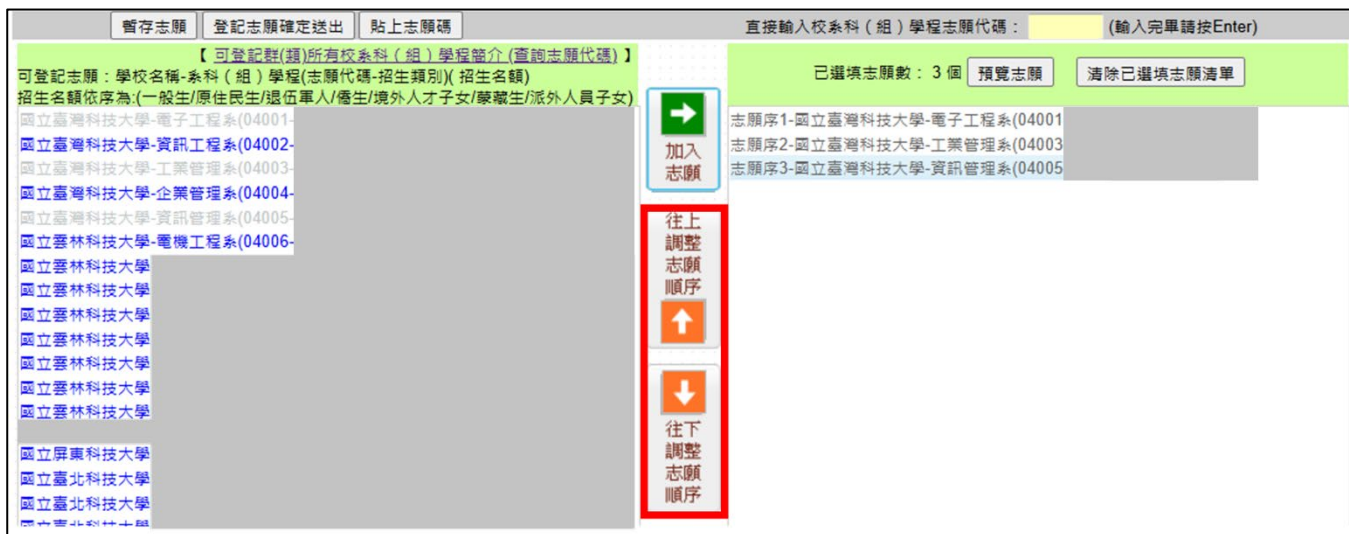 暫存志願 登記志願確定送出 貼上志願碼 直接輸入校系科（組）學程志願代碼： (輸入完畢請按Enter)
【 可登記群(類)所有校系科（組）學程簡介 (查詢志願代碼) 】
可登記志願：學校名稱-系科（組）學程(志願代碼-招生類別)( 招生名額)
招生名額依序為:(一般生/原住民生/退伍軍人/僑生/境外人才子女/蒙藏生/派外人員子女)
已選填志願數： 3 個 預覽志願 清除已選填志願清單
國立臺灣科技大學-電子工程系(04001-
國立臺灣科技大學-資訊工程系(04002-
國立臺灣科技大學-工業管理系(04003-
國立臺灣科技大學-企業管理系(04004-
國立臺灣科技大學-資訊管理系(04005-
國立雲林科技大學-電機工程系(04006-
國立雲林科技大學
國立雲林科技大學
國立雲林科技大學
國立雲林科技大學
國立雲林科技大學
國立雲林科技大學
國立雲林科技大學
國立屏東科技大學
國立臺北科技大學
國立臺北科技大學
國立臺北科技大學
加入
志願
往上
調整
志願
順序
往下
調整
志願
順序
志願序1-國立臺灣科技大學-電子工程系(04001
志願序2-國立臺灣科技大學-工業管理系(04003
志願序3-國立臺灣科技大學-資訊管理系(04005